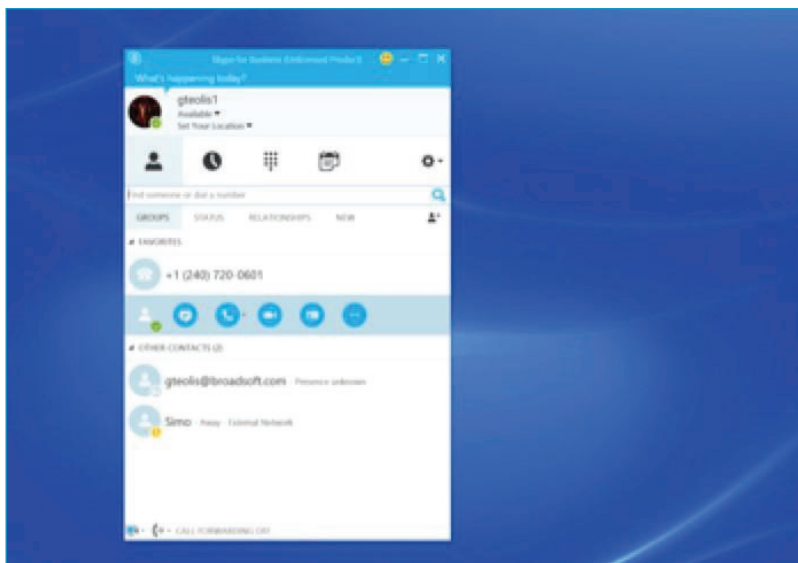 Skype for Business (Unlicensed Product)
What's happening today?
gteolis1
Available
Set Your Location
Find someone or dial a number
GROUPS STATUS RELATIONSHIPS NEW
FAVORITES
+1 (240) 720-0601
OTHER CONTACTS (2)
gteolis@broadsoft.com - Presence unknown
Simo - Away - External Network
CALL FORWARDING OFF